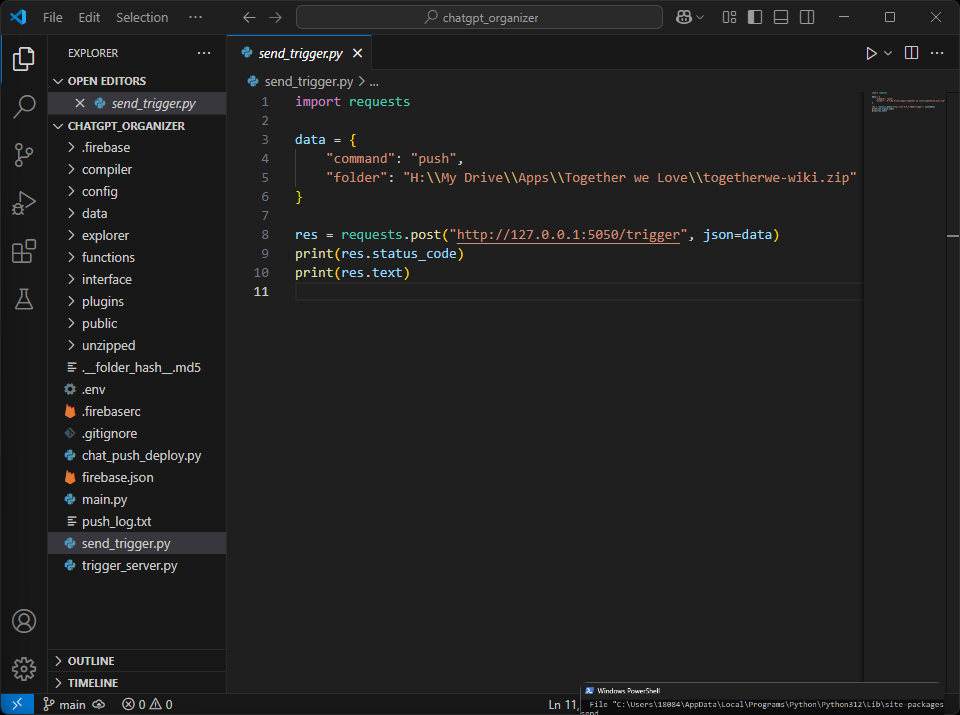 File Edit Selection ··· chatgpt_organizer
EXPLORER ···
OPEN EDITORS
send_trigger.py
CHATGPT_ORGANIZER
.firebase
compiler
config
data
explorer
functions
interface
plugins
public
unzipped
.__folder_hash__.md5
.env
.firebaserc
.gitignore
chat_push_deploy.py
firebase.json
main.py
push_log.txt
send_trigger.py
trigger_server.py
OUTLINE
TIMELINE
send_trigger.py
send_trigger.py > ...
1 import requests
2
3 data = {
4 "command": "push",
5 "folder": "H:\\My Drive\\Apps\\Together we Love\\togetherwe-wiki.zip"
6 }
7
8 res = requests.post("http://127.0.0.1:5050/trigger", json=data)
9 print(res.status_code)
10 print(res.text)
11
main 0 0 Ln 11,
Windows PowerShell
File "C:\Users\18084\AppData\Local\Programs\Python\Python312\Lib\site-packages
send